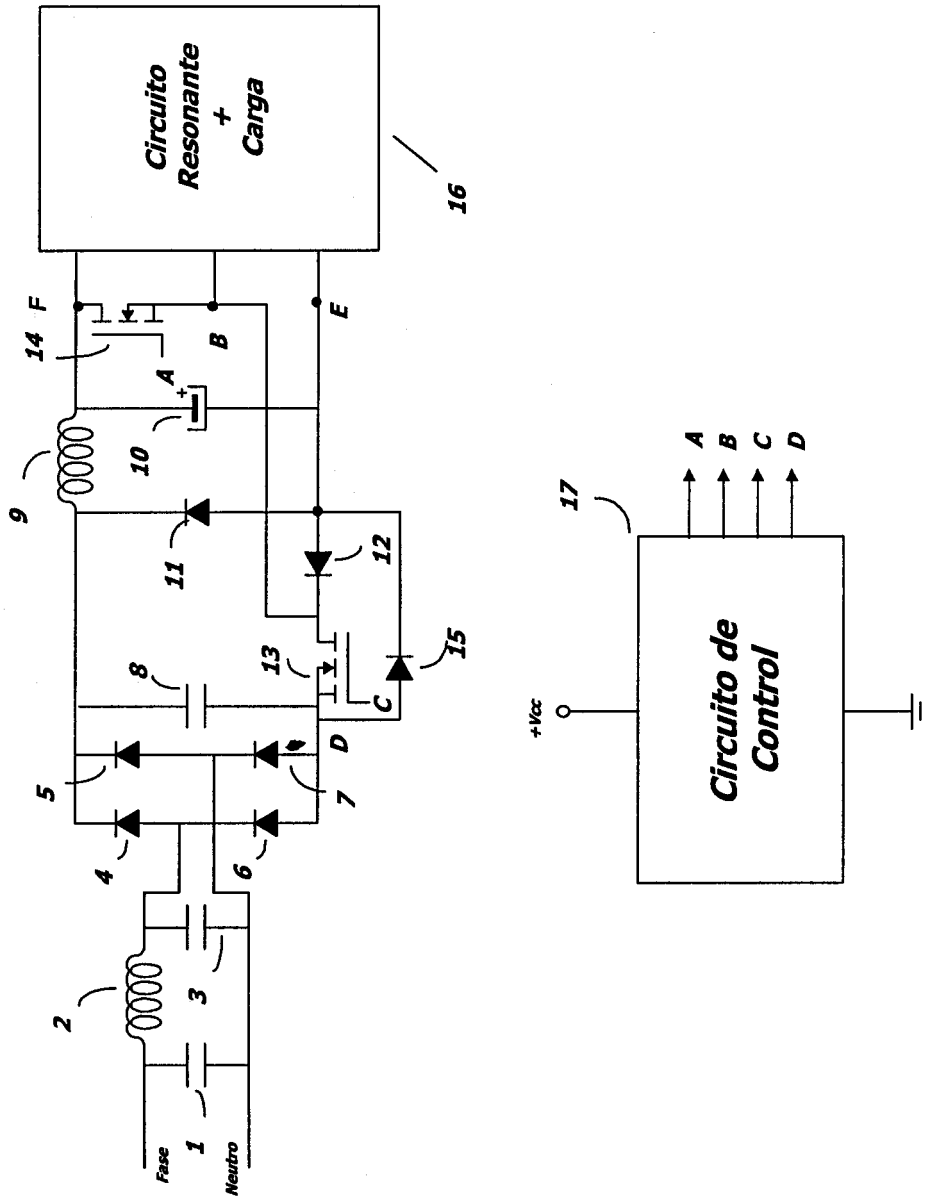 Fase
Neutro
1
2
3
4
5
6
7
8
9
10
+
11
12
13
C
D
14
A
F
B
E
15
Circuito
Resonante
+
Carga
16
17
+Vcc
Circuito de
Control
A
B
C
D